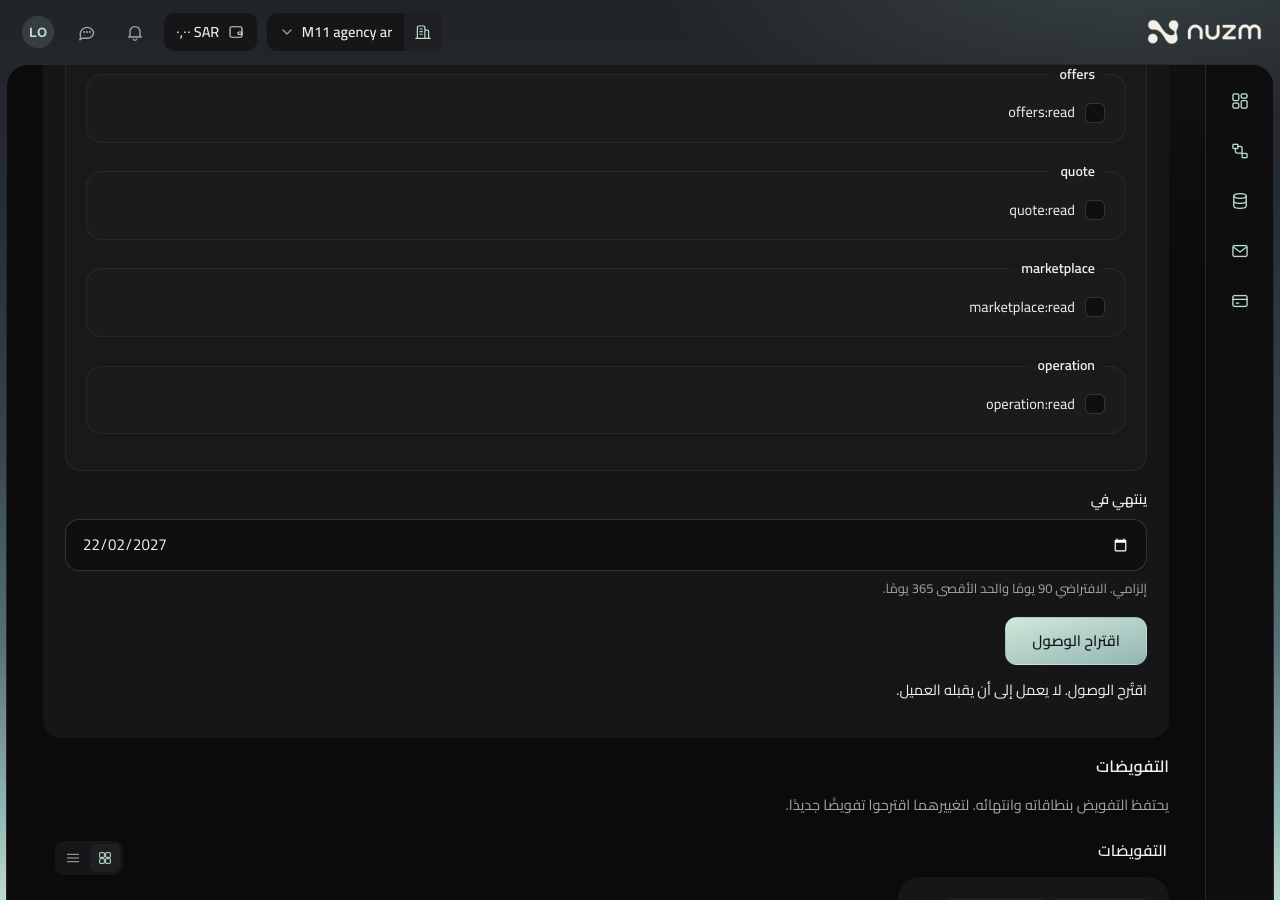 nuzm
M11 agency ar
٠,٠٠ SAR
LO
offers
offers:read
quote
quote:read
marketplace
marketplace:read
operation
operation:read
ينتهي في
22/02/2027
إلزامي. الافتراضي 90 يومًا والحد الأقصى 365 يومًا.
اقتراح الوصول
اقتُرح الوصول. لا يعمل إلى أن يقبله العميل.
التفويضات
يحتفظ التفويض بنطاقاته وانتهائه. لتغييرهما اقترحوا تفويضًا جديدًا.
التفويضات